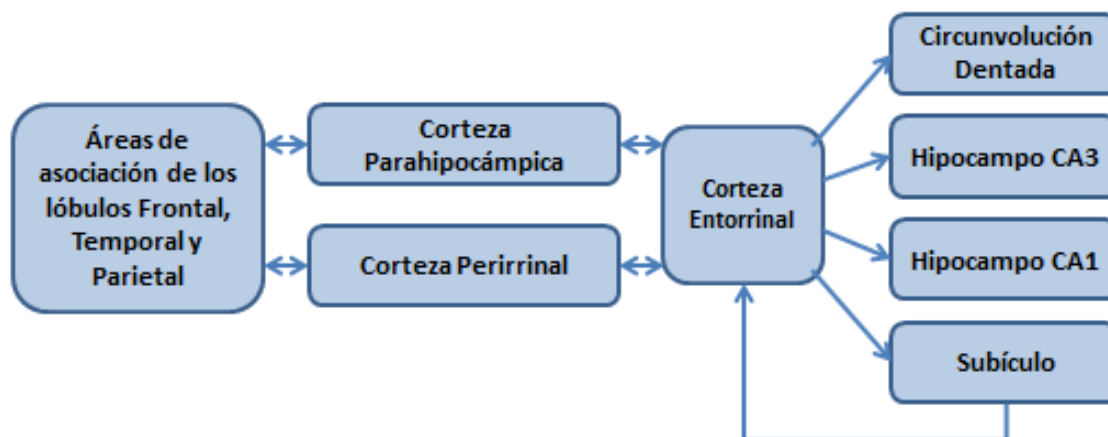 Áreas de
asociación de los
lóbulos Frontal,
Temporal y
Parietal
Corteza
Parahipocámpica
Corteza Perirrinal
Corteza
Entorrinal
Circunvolución
Dentada
Hipocampo CA3
Hipocampo CA1
Subículo